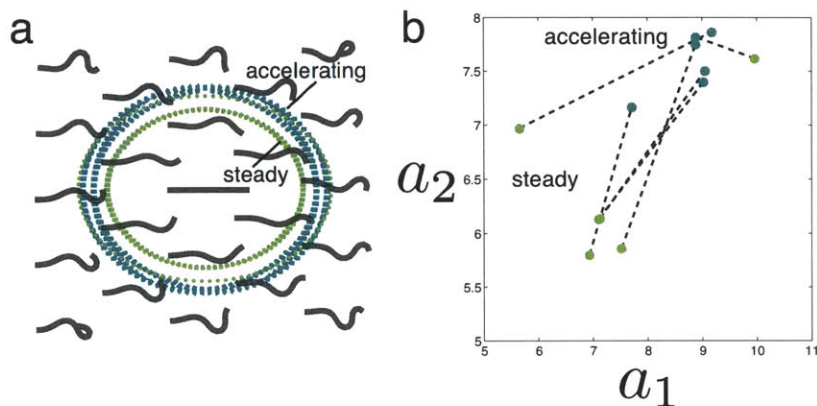 a
accelerating
steady
b
8
7.5
7
6.5
6
5.5
5
accelerating
steady
a2
5 6 7 8 9 10 11
a1